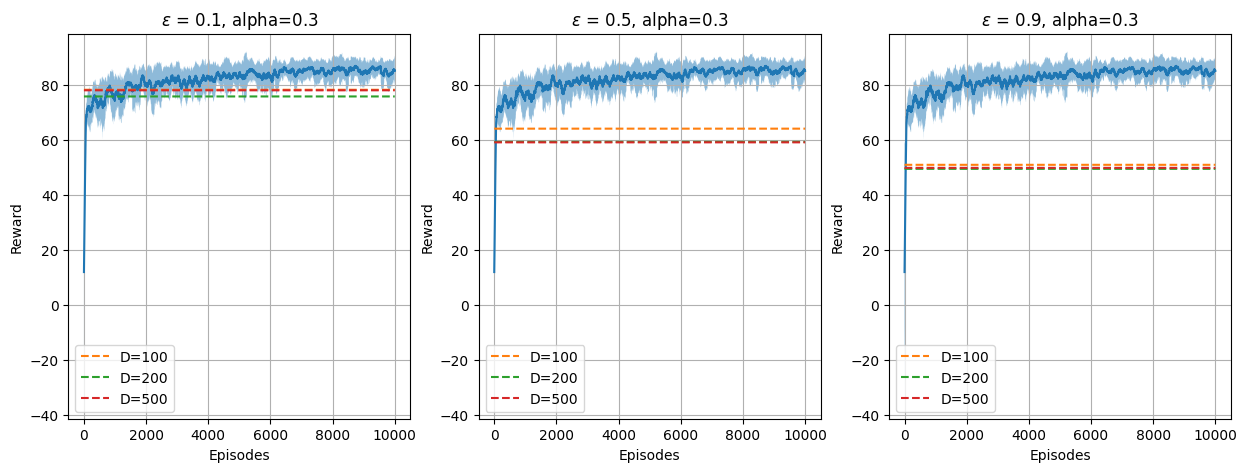 ε = 0.1, alpha=0.3
Reward
80
60
40
20
0
−20
−40
D=100
D=200
D=500
0 2000 4000 6000 8000 10000
Episodes
ε = 0.5, alpha=0.3
Reward
80
60
40
20
0
−20
−40
D=100
D=200
D=500
0 2000 4000 6000 8000 10000
Episodes
ε = 0.9, alpha=0.3
Reward
80
60
40
20
0
−20
−40
D=100
D=200
D=500
0 2000 4000 6000 8000 10000
Episodes